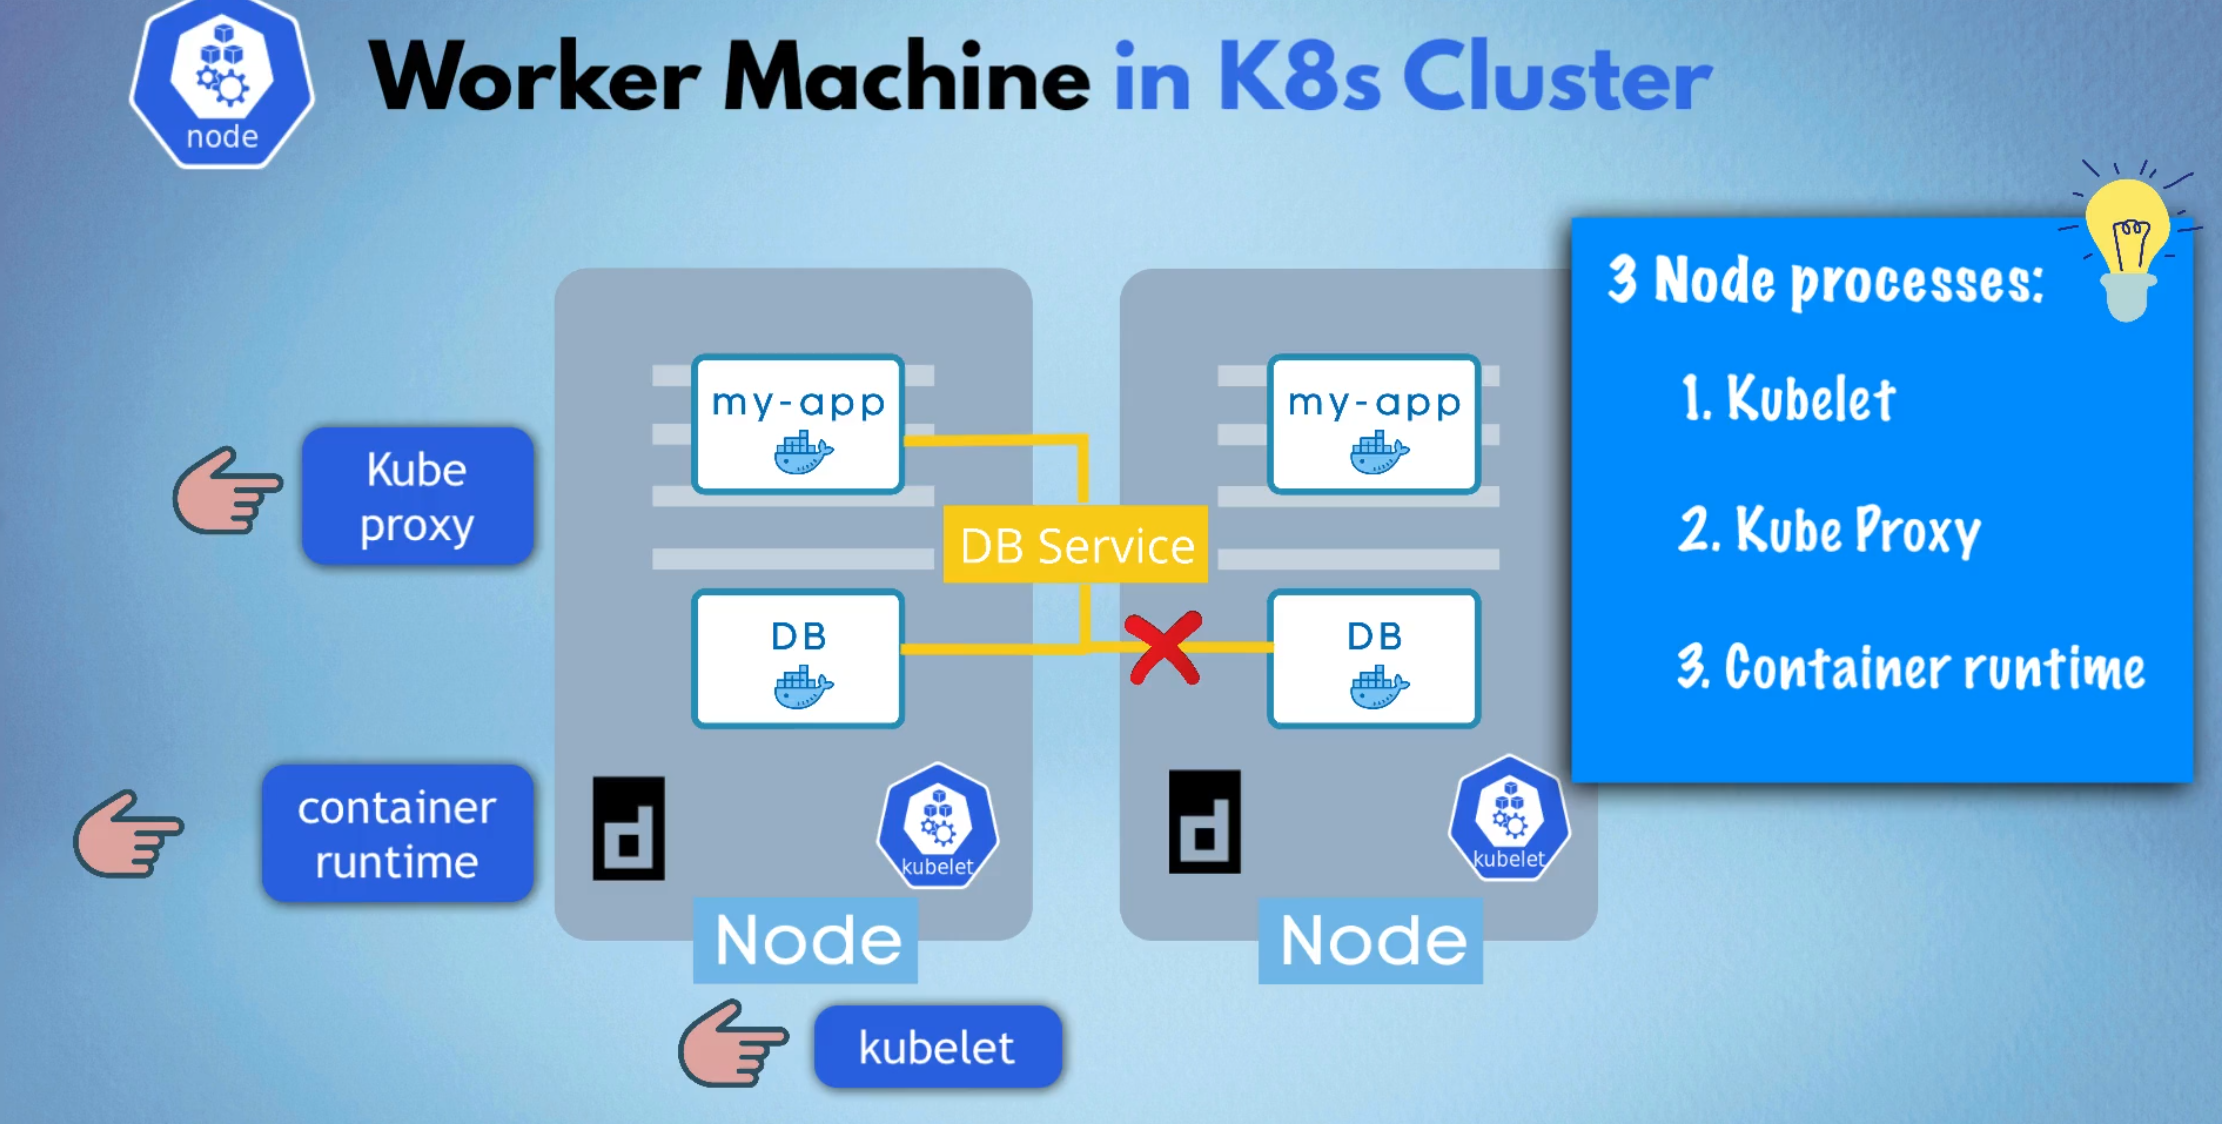 node
Worker Machine in K8s Cluster
3 Node processes:
1. Kubelet
2. Kube Proxy
3. Container runtime
Kube
proxy
container
runtime
my-app
DB
kubelet
Node
DB Service
my-app
DB
kubelet
Node
kubelet